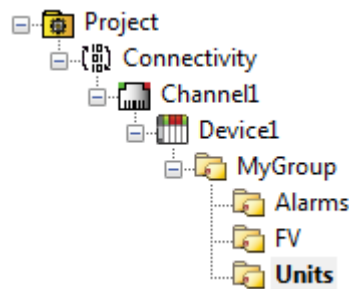 Project
Connectivity
Channel1
Device1
MyGroup
Alarms
FV
Units